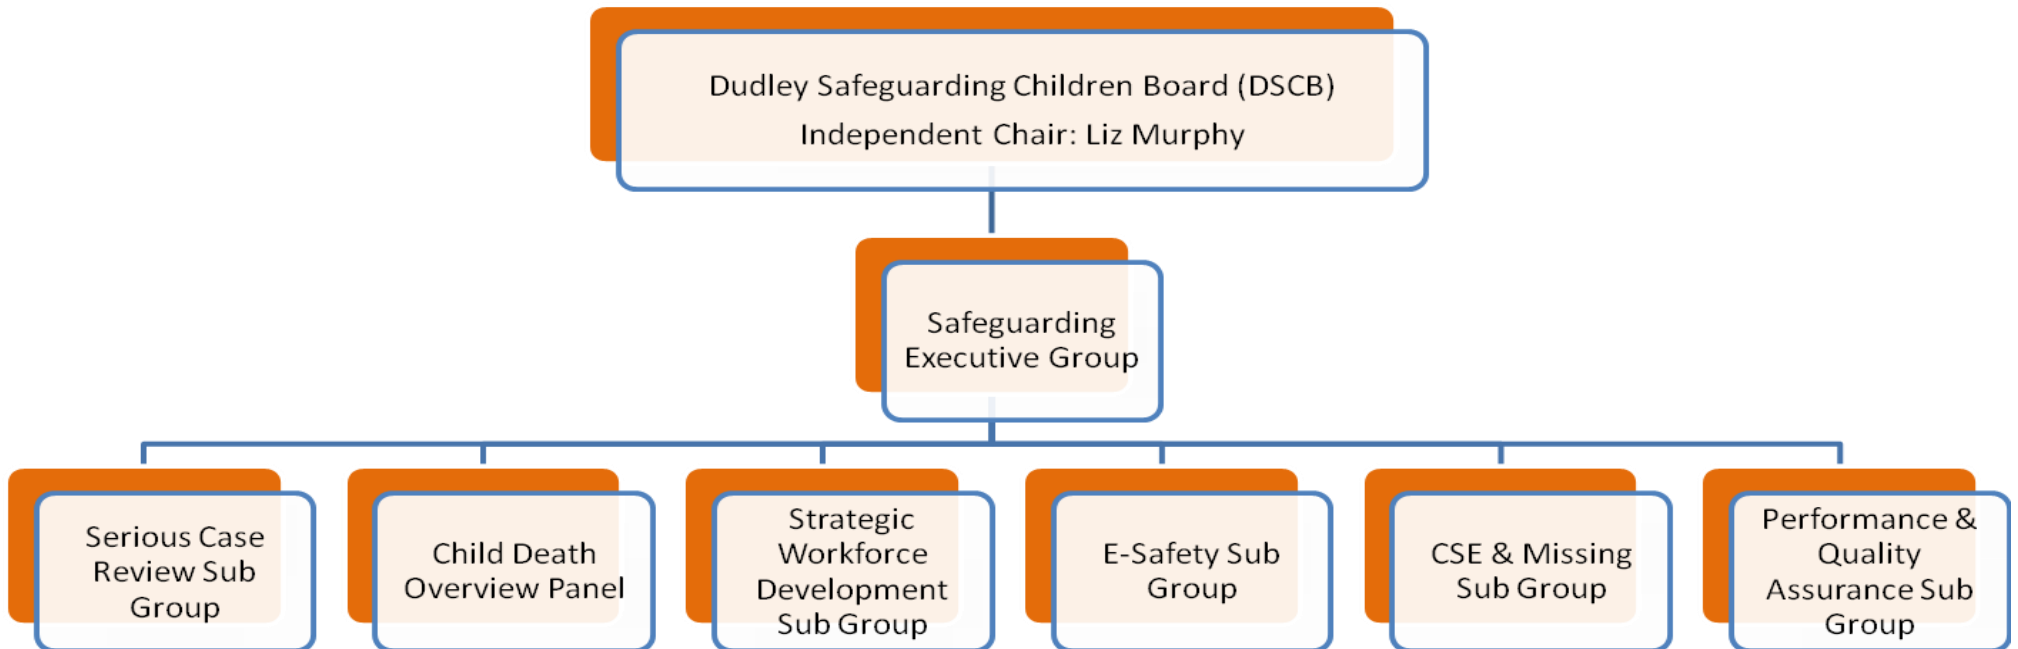 Dudley Safeguarding Children Board (DSCB)
Independent Chair: Liz Murphy
Safeguarding
Executive Group
Serious Case
Review Sub
Group
Child Death
Overview Panel
Strategic
Workforce
Development
Sub Group
E-Safety Sub
Group
CSE & Missing
Sub Group
Performance &
Quality
Assurance Sub
Group